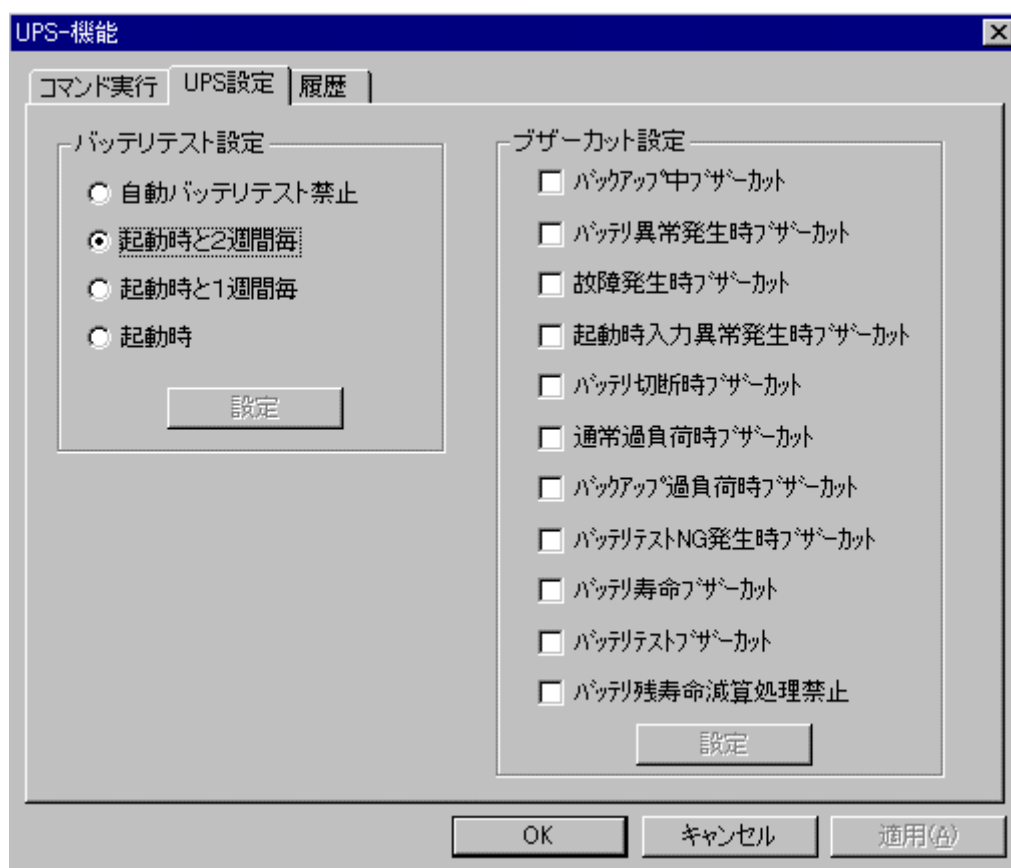 UPS-機能
コマンド実行 UPS設定 履歴
バッテリテスト設定
自動バッテリテスト禁止
起動時と2週間毎
起動時と1週間毎
起動時
設定
ブザーカット設定
ﾊﾞｯｸｱｯﾌﾟ中ﾌﾞｻﾞｰｶｯﾄ
ﾊﾞｯﾃﾘ異常発生時ﾌﾞｻﾞｰｶｯﾄ
故障発生時ﾌﾞｻﾞｰｶｯﾄ
起動時入力異常発生時ﾌﾞｻﾞｰｶｯﾄ
ﾊﾞｯﾃﾘ切断時ﾌﾞｻﾞｰｶｯﾄ
通常過負荷時ﾌﾞｻﾞｰｶｯﾄ
ﾊﾞｯｸｱｯﾌﾟ過負荷時ﾌﾞｻﾞｰｶｯﾄ
ﾊﾞｯﾃﾘﾃｽﾄNG発生時ﾌﾞｻﾞｰｶｯﾄ
ﾊﾞｯﾃﾘ寿命ﾌﾞｻﾞｰｶｯﾄ
ﾊﾞｯﾃﾘﾃｽﾄﾌﾞｻﾞｰｶｯﾄ
ﾊﾞｯﾃﾘ残寿命減算処理禁止
設定
OK キャンセル 適用(A)